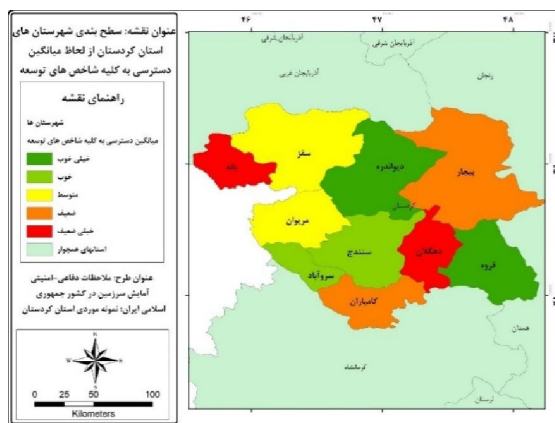 عنوان نقشه: سطح بندی شهرستان های
استان کردستان از لحاظ میانگین
دسترسی به کلیه شاخص های توسعه
راهنمای نقشه
شهرستان ها
میانگین دسترسی به کلیه شاخص های توسعه
خیلی خوب
خوب
متوسط
ضعیف
خیلی ضعیف
استانهای همجوار
عنوان طرح: ملاحظات دفاعی-امنیتی
آمایش سرزمین در کشور جمهوری
اسلامی ایران؛ نمونه موردی استان کردستان
N
W E
S
0 25 50 100
Kilometers
46 47 48
آذربایجان شرقی
آذربایجان شرقی
آذربایجان غربی
زنجان
سقز
دیواندره
بیجار
بانه
کردستان
مریوان
سنندج
دهگلان
قروه
سروآباد
کامیاران
همدان
کرمانشاه
لرستان